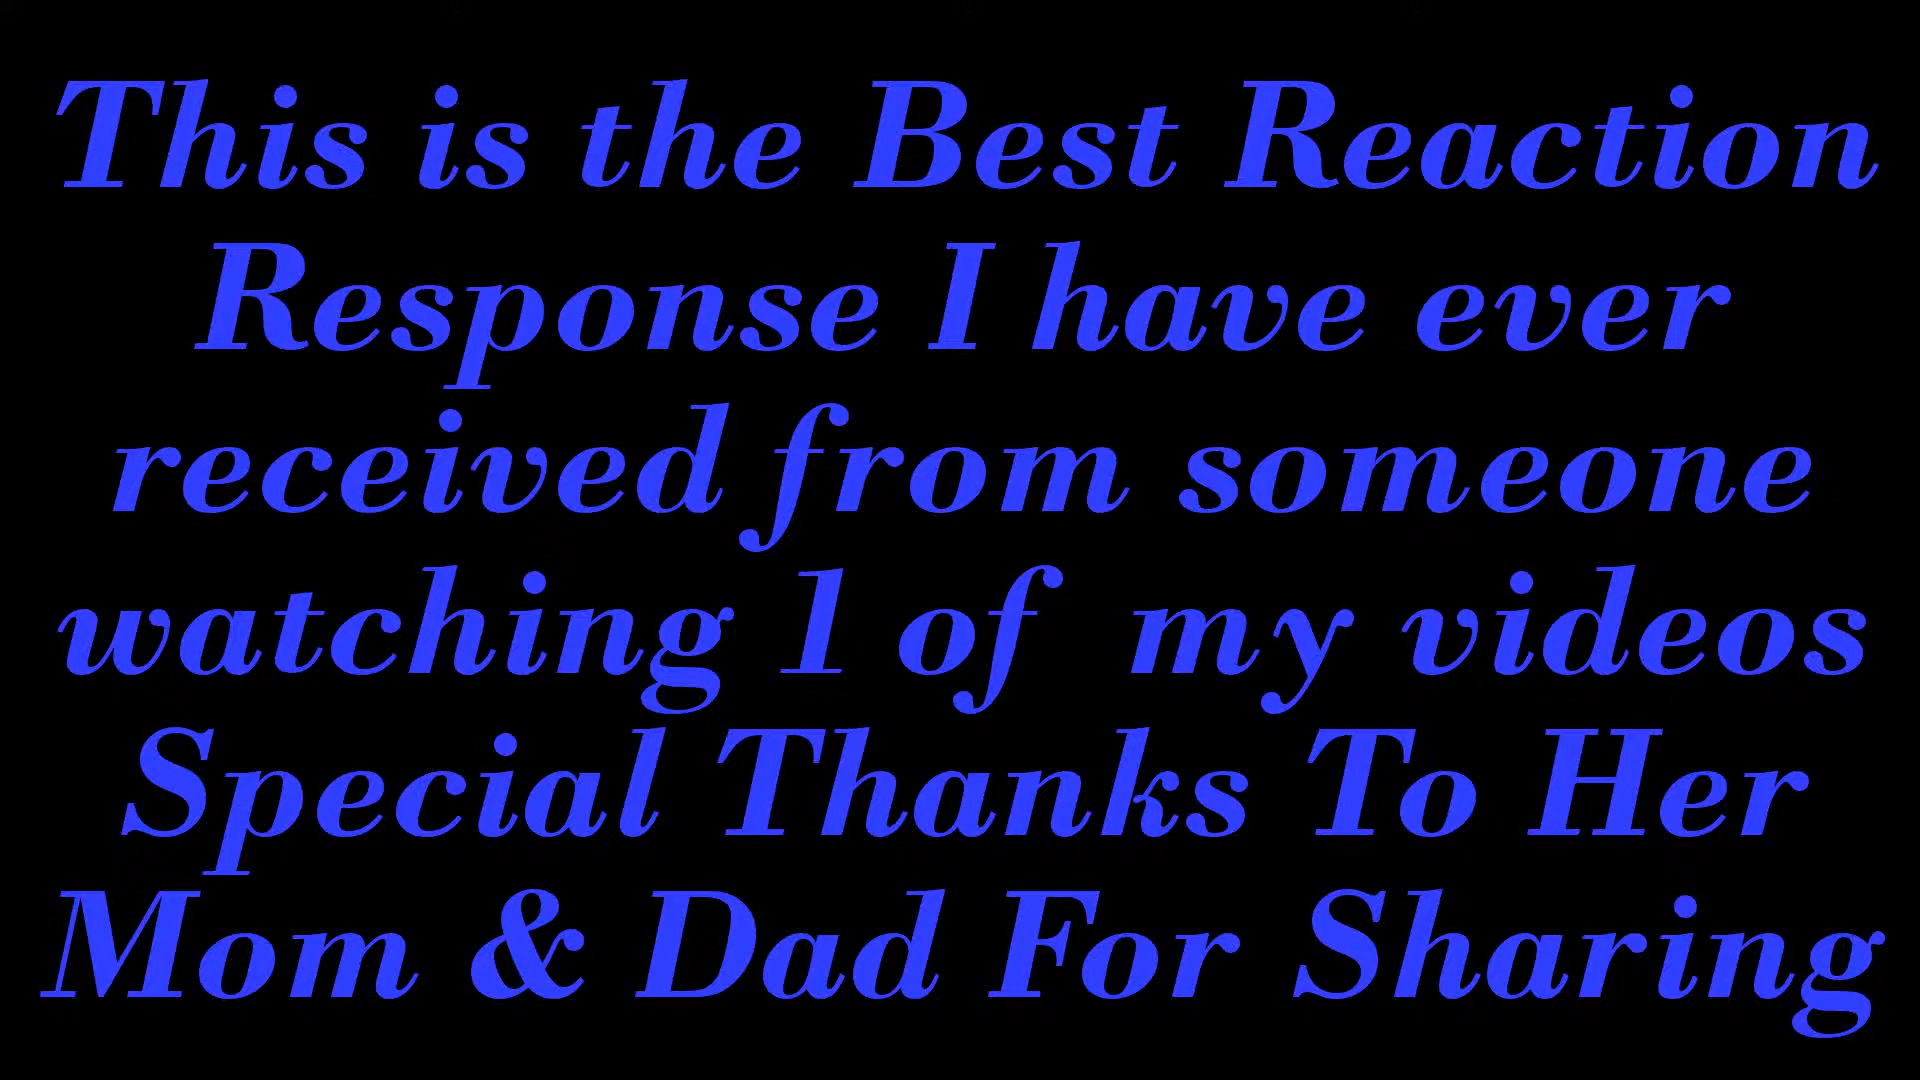 This is the Best Reaction
Response I have ever
received from someone
watching 1 of  my videos
Special Thanks To Her
Mom & Dad For Sharing